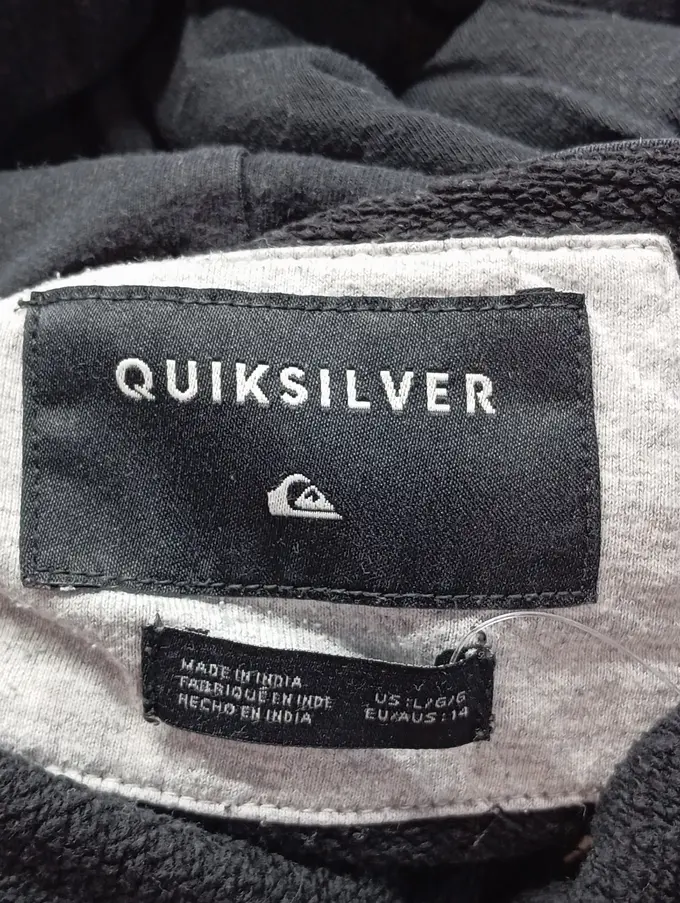 QUIKSILVER
MADE IN INDIA
FABRIQUÉ EN INDE
HECHO EN INDIA
US : L/G/G
EU/AUS : 14